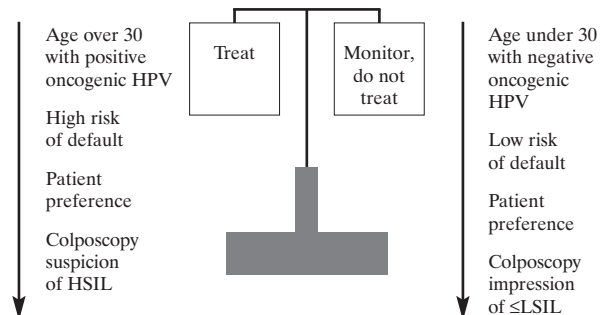 Age over 30
with positive
oncogenic HPV
High risk
of default
Patient
preference
Colposcopy
suspicion
of HSIL
Treat
Monitor,
do not
treat
Age under 30
with negative
oncogenic
HPV
Low risk
of default
Patient
preference
Colposcopy
impression
of ≤LSIL